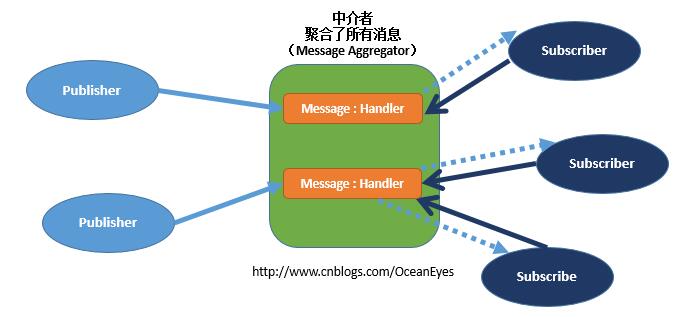 中介者
聚合了所有消息
（Message Aggregator）
Subscriber
Publisher
Message : Handler
Subscriber
Message : Handler
Publisher
http://www.cnblogs.com/OceanEyes
Subscribe